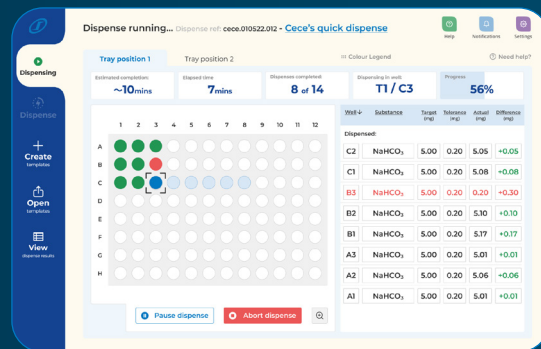 Dispense running... Dispense ref: cece.010522.012 - Cece's quick dispense
Help Notifications Settings
Dispensing
Dispense
Create
templates
Open
templates
View
dispense results
Tray position 1 Tray position 2 Colour Legend Need help?
Estimated completion: Elapsed time Dispenses completed: Dispensing in well: Progress
~10mins 7mins 8 of 14 T1 / C3 56%
1 2 3 4 5 6 7 8 9 10 11 12
A
B
C
D
E
F
G
H
Pause dispense Abort dispense
Well Substance Target (mg) Tolerance (mg) Actual (mg) Difference (mg)
Dispensed:
C2 NaHCO₃ 5.00 0.20 5.05 +0.05
C1 NaHCO₃ 5.00 0.20 5.08 +0.08
B3 NaHCO₃ 5.00 0.20 0.20 +0.30
B2 NaHCO₃ 5.00 0.20 5.10 +0.10
B1 NaHCO₃ 5.00 0.20 5.17 +0.17
A3 NaHCO₃ 5.00 0.20 5.01 +0.01
A2 NaHCO₃ 5.00 0.20 5.06 +0.06
A1 NaHCO₃ 5.00 0.20 5.01 +0.01